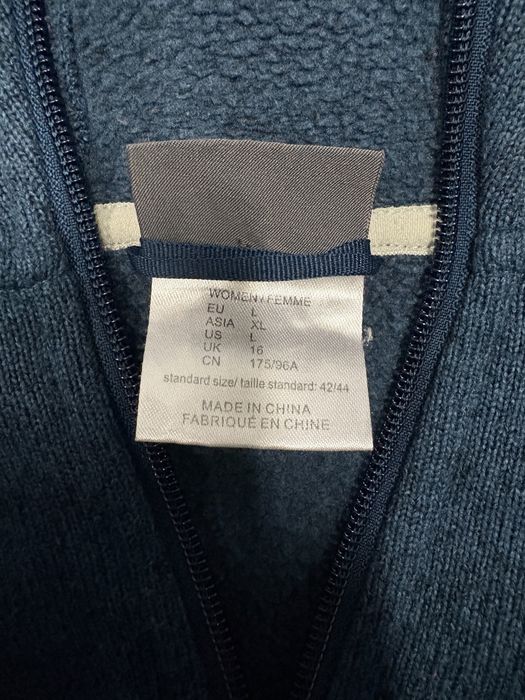 WOMEN / FEMME
EU L
ASIA XL
US L
UK 16
CN 175/96A
standard size/ taille standard: 42/44
MADE IN CHINA
FABRIQUÉ EN CHINE